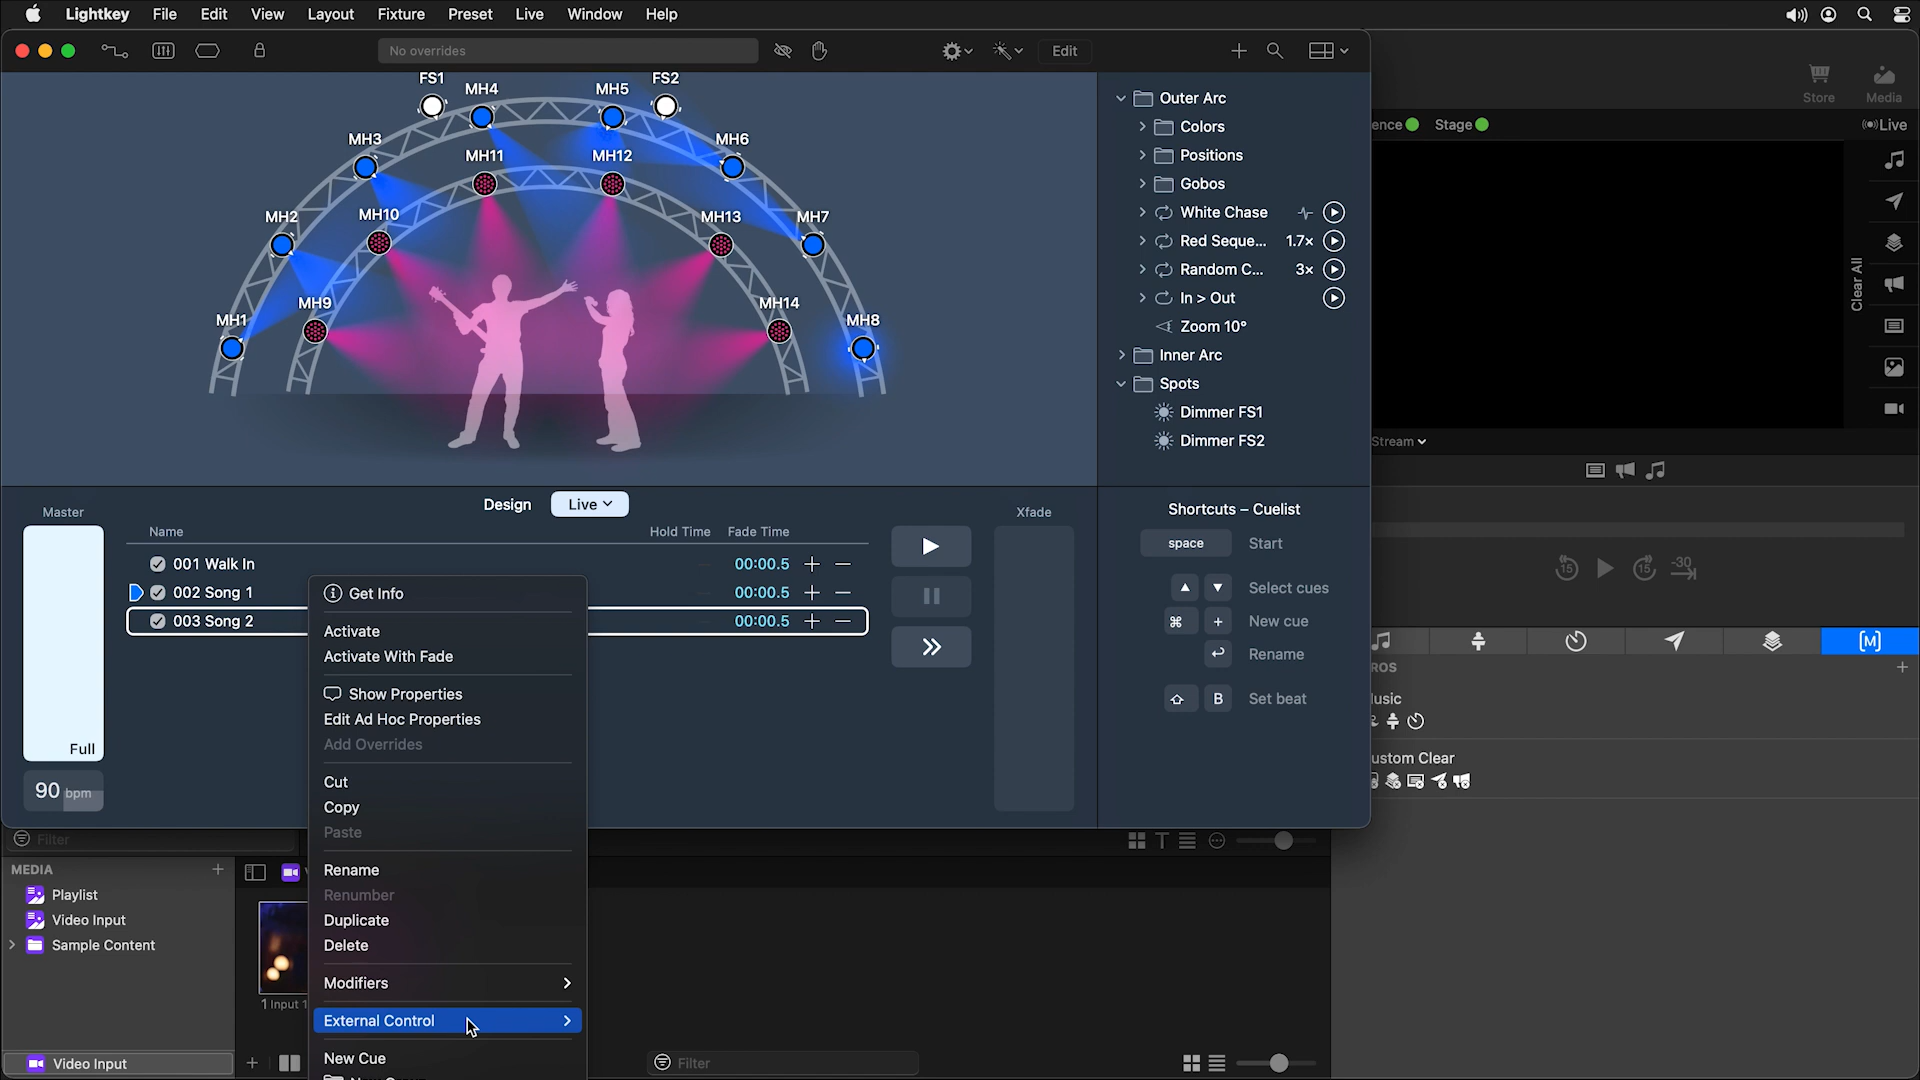 Lightkey File Edit View Layout Fixture Preset Live Window Help
No overrides
Edit
Store Media
ence Stage Live
FS1 FS2
MH4 MH5
MH3 MH6
MH11 MH12
MH2 MH10 MH13 MH7
MH9 MH14
MH1 MH8
Outer Arc
Colors
Positions
Gobos
White Chase
Red Seque... 1.7×
Random C... 3×
In > Out
Zoom 10°
Inner Arc
Spots
Dimmer FS1
Dimmer FS2
Clear All
Stream
Design Live
Master
Full
90 bpm
Name Hold Time Fade Time
001 Walk In 00:00.5
002 Song 1 00:00.5
003 Song 2 00:00.5
Xfade
Shortcuts – Cuelist
space Start
Select cues
⌘ + New cue
Rename
B Set beat
15 15 -30
ROS
usic
ustom Clear
Get Info
Activate
Activate With Fade
Show Properties
Edit Ad Hoc Properties
Add Overrides
Cut
Copy
Paste
Rename
Renumber
Duplicate
Delete
Modifiers
External Control
New Cue
Filter
MEDIA
Playlist
Video Input
Sample Content
1 Input 1
Video Input
Filter